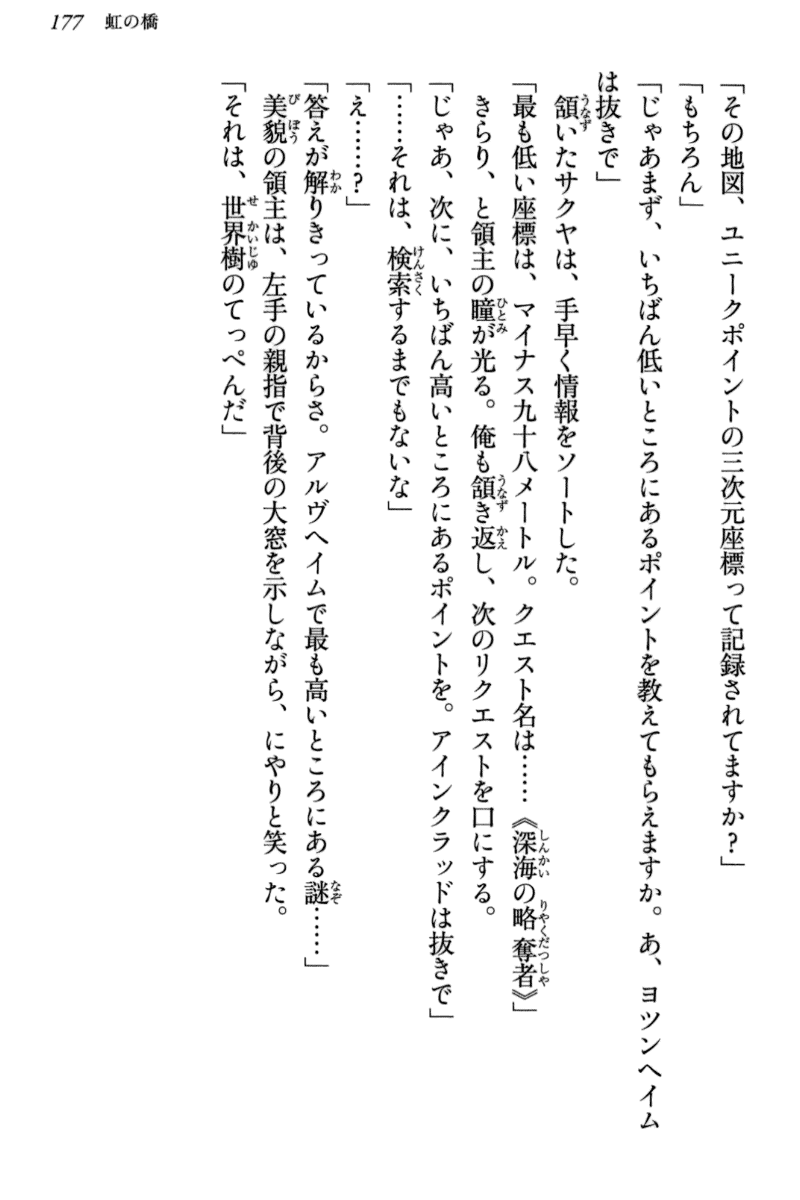 177 虹の橋
「その地図、ユニークポイントの三次元座標って記録されてますか？」
「もちろん」
「じゃあまず、いちばん低いところにあるポイントを教えてもらえますか。あ、ヨツンヘイム
は抜きで」
頷いたサクヤは、手早く情報をソートした。
「最も低い座標は、マイナス九十八メートル。クエスト名は……《深海の略奪者》」
きらり、と領主の瞳が光る。俺も頷き返し、次のリクエストを口にする。
「じゃあ、次に、いちばん高いところにあるポイントを。アインクラッドは抜きで」
「……それは、検索するまでもないな」
「え……？」
「答えが解りきっているからさ。アルヴヘイムで最も高いところにある謎……」
美貌の領主は、左手の親指で背後の大窓を示しながら、にやりと笑った。
「それは、世界樹のてっぺんだ」